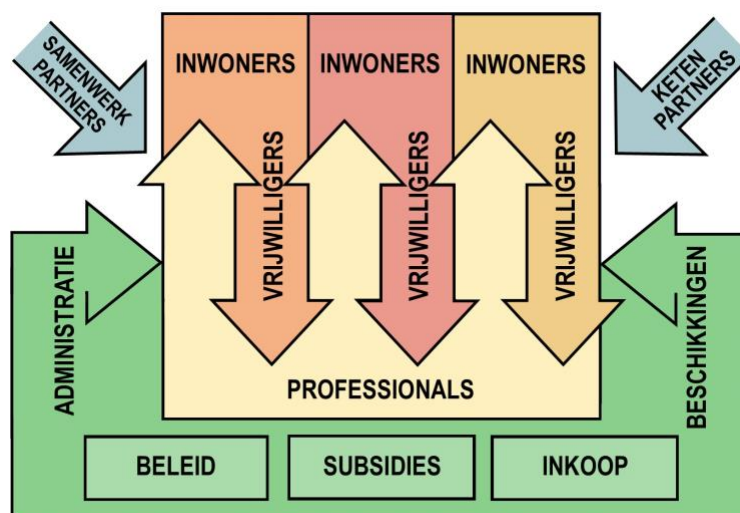 SAMENWERK
PARTNERS
INWONERS
INWONERS
INWONERS
KETEN
PARTNERS
VRIJWILLIGERS
VRIJWILLIGERS
VRIJWILLIGERS
ADMINISTRATIE
BESCHIKKINGEN
PROFESSIONALS
BELEID
SUBSIDIES
INKOOP